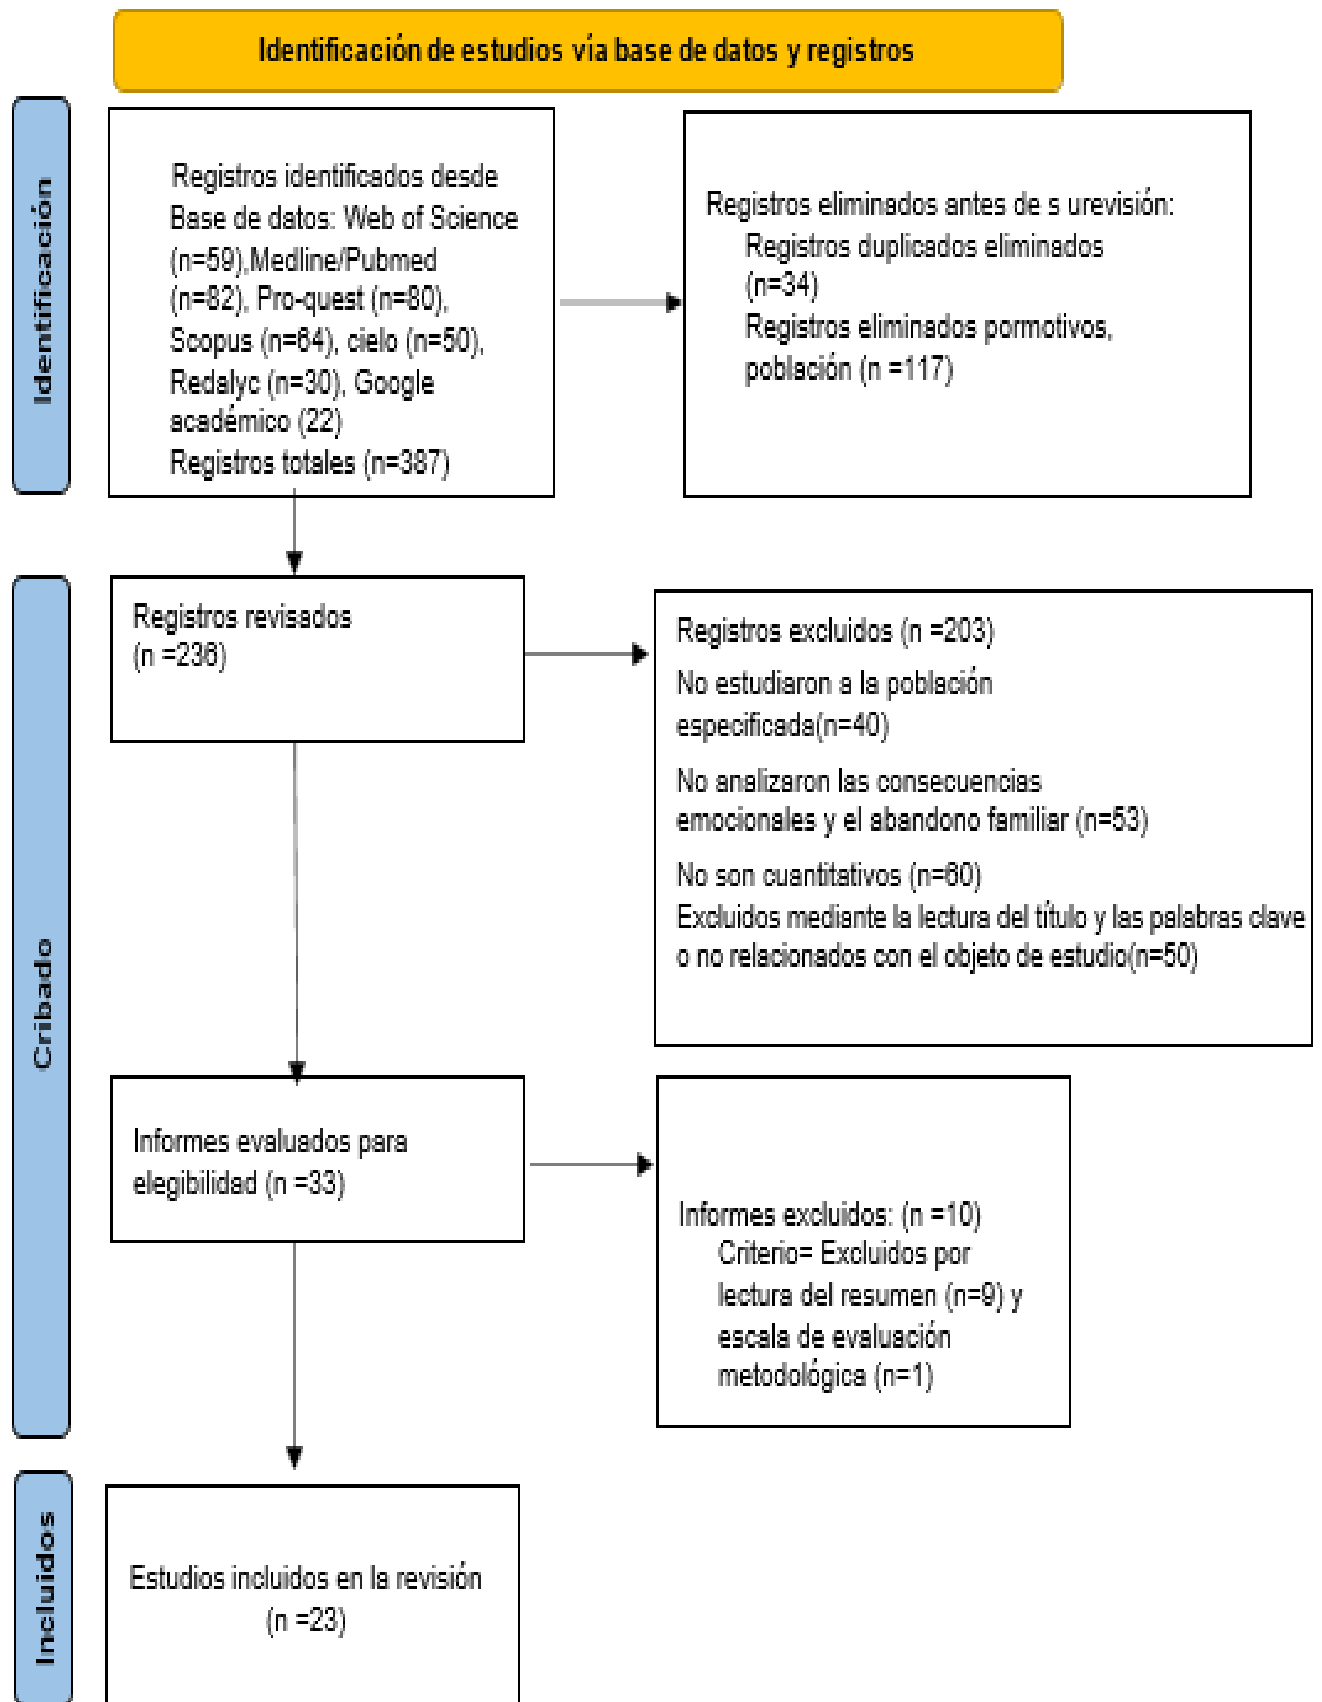 Identificación de estudios vía base de datos y registros
Identificación
Registros identificados desde
Base de datos: Web of Science
(n=59),Medline/Pubmed
(n=82), Pro-quest (n=80),
Scopus (n=64), cielo (n=50),
Redalyc (n=30), Google
académico (22)
Registros totales (n=387)
Registros eliminados antes de s urevisión:
Registros duplicados eliminados
(n=34)
Registros eliminados pormotivos,
población (n =117)
Cribado
Registros revisados
(n =236)
Registros excluidos (n =203)
No estudiaron a la población
especificada(n=40)
No analizaron las consecuencias
emocionales y el abandono familiar (n=53)
No son cuantitativos (n=60)
Excluidos mediante la lectura del título y las palabras clave
o no relacionados con el objeto de estudio(n=50)
Informes evaluados para
elegibilidad (n =33)
Informes excluidos: (n =10)
Criterio= Excluidos por
lectura del resumen (n=9) y
escala de evaluación
metodológica (n=1)
Incluidos
Estudios incluidos en la revisión
(n =23)